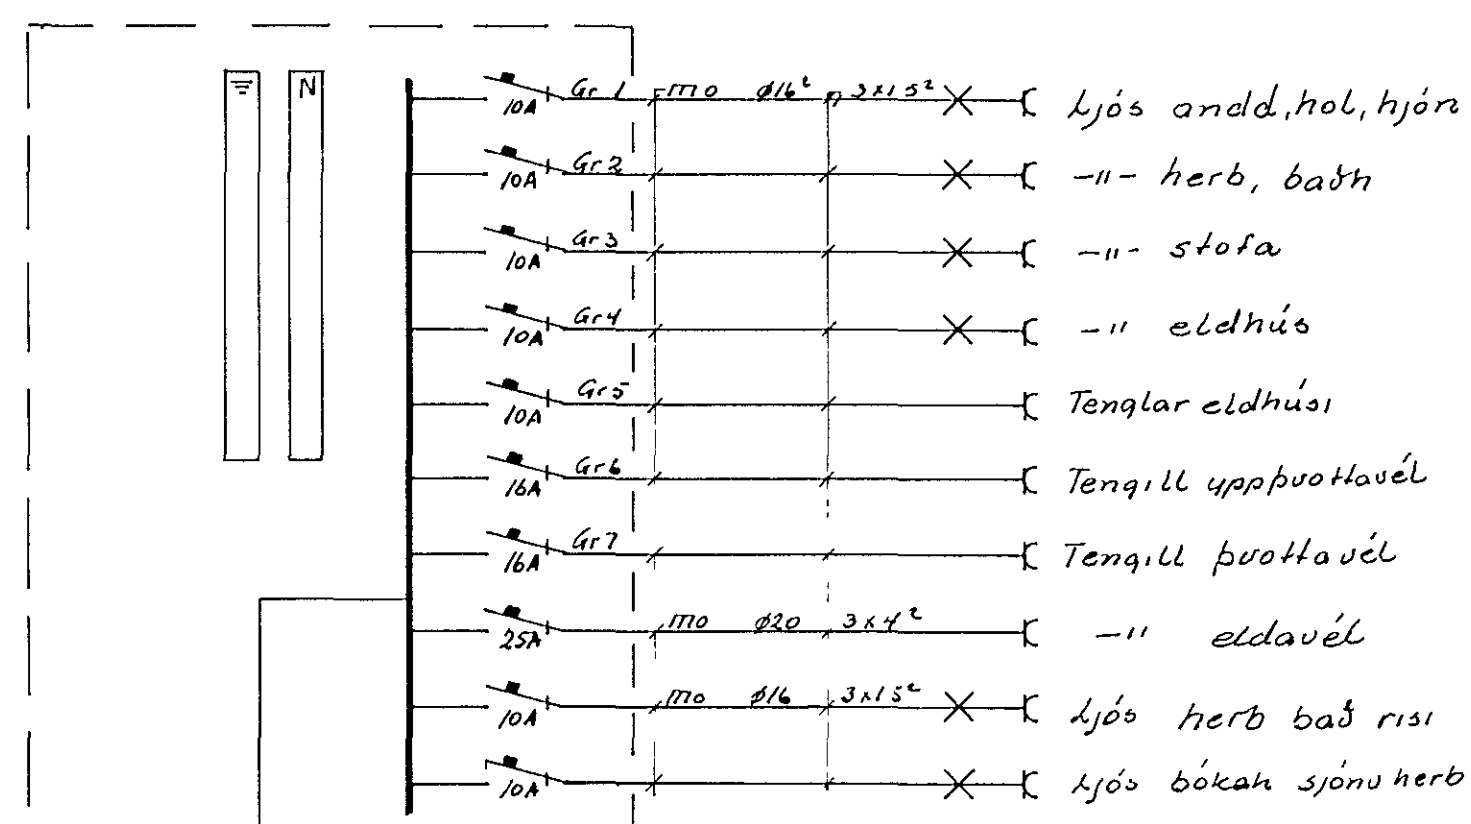 N
Gr 1 mo ø16² 3x1 5² Ljós andd, hol, hjón
10A
Gr 2 -"- herb, baðh
10A
Gr 3 -"- stofa
10A
Gr 4 -" eldhús
10A
Gr 5 Tenglar eldhúsi
10A
Gr 6 Tengill uppþvottavél
16A
Gr 7 Tengill þvottavél
16A
mo ø20 3x4² -" eldavél
25A
mo ø16 3x1 5² Ljós herb bað risi
10A
Ljós bókah sjónv herb
10A